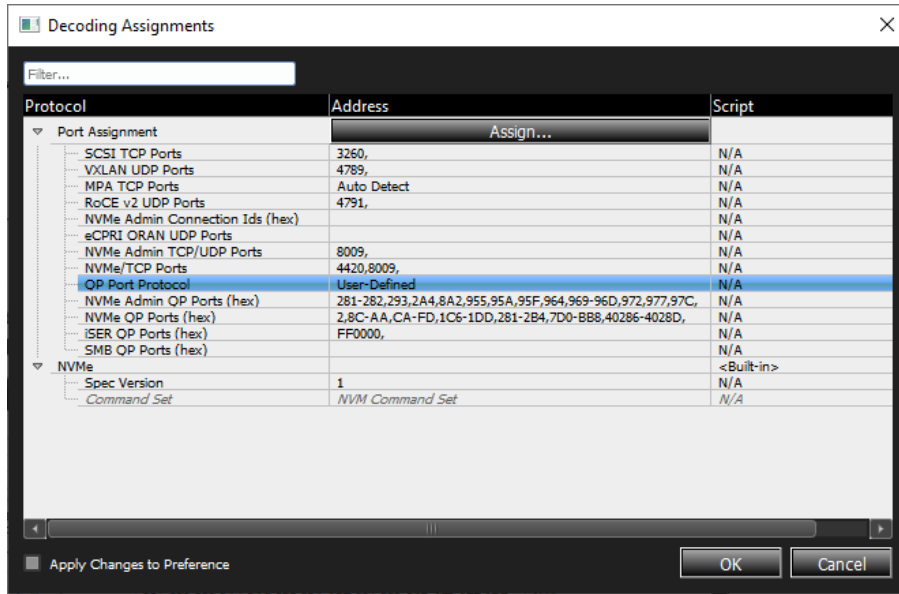 Decoding Assignments
Filter...
Protocol Address Script
Port Assignment Assign...
SCSI TCP Ports 3260, N/A
VXLAN UDP Ports 4789, N/A
MPA TCP Ports Auto Detect N/A
RoCE v2 UDP Ports 4791, N/A
NVMe Admin Connection Ids (hex) N/A
eCPRI ORAN UDP Ports N/A
NVMe Admin TCP/UDP Ports 8009, N/A
NVMe/TCP Ports 4420,8009, N/A
QP Port Protocol User-Defined N/A
NVMe Admin QP Ports (hex) 281-282,293,2A4,8A2,955,95A,95F,964,969-96D,972,977,97C, N/A
NVMe QP Ports (hex) 2,8C-AA,CA-FD,1C6-1DD,281-2B4,7D0-BB8,40286-4028D, N/A
iSER QP Ports (hex) FF0000, N/A
SMB QP Ports (hex) N/A
NVMe <Built-in>
Spec Version 1 N/A
Command Set NVM Command Set N/A
Apply Changes to Preference OK Cancel